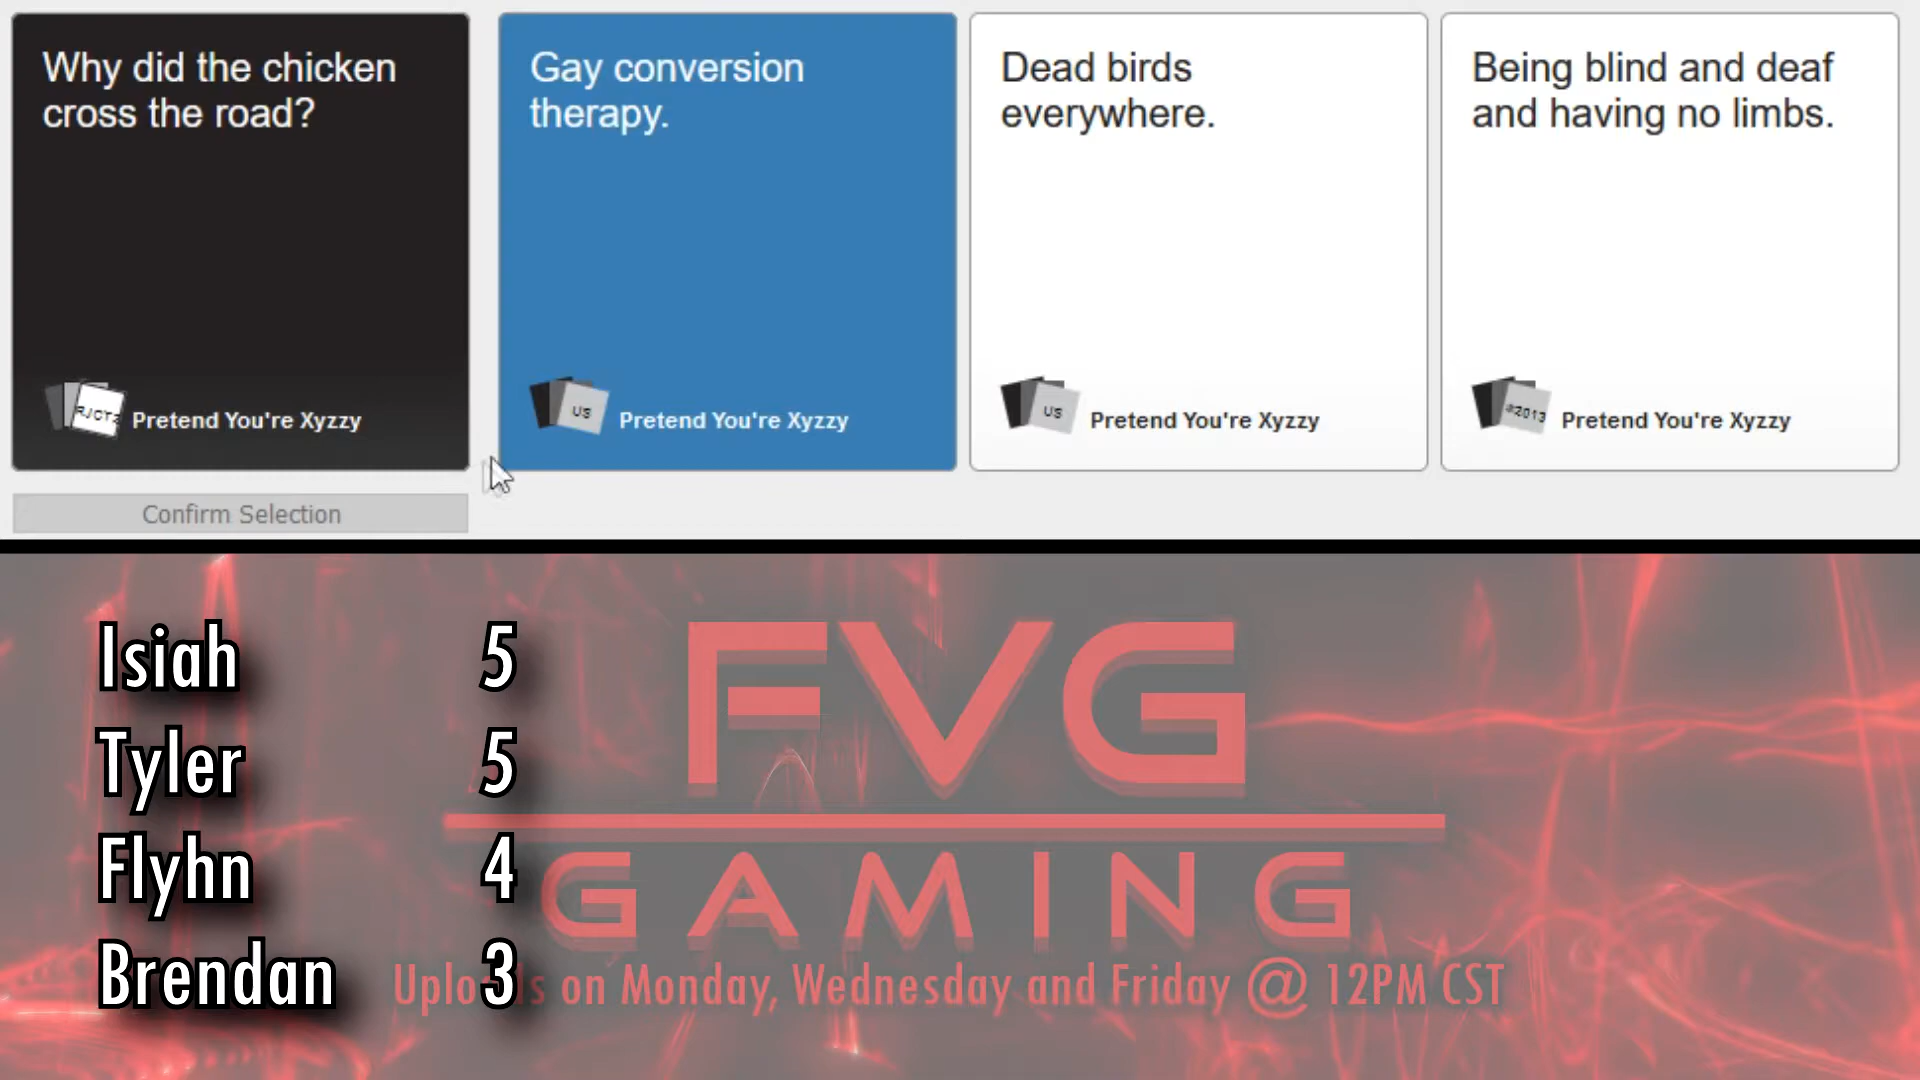 Why did the chicken
cross the road?
RJCT2
Pretend You're Xyzzy
Gay conversion
therapy.
US
Pretend You're Xyzzy
Dead birds
everywhere.
US
Pretend You're Xyzzy
Being blind and deaf
and having no limbs.
#2013
Pretend You're Xyzzy
Confirm Selection
Isiah 5
Tyler 5
Flyhn 4
Brendan 3
FVG
GAMING
Uploads on Monday, Wednesday and Friday @ 12PM CST